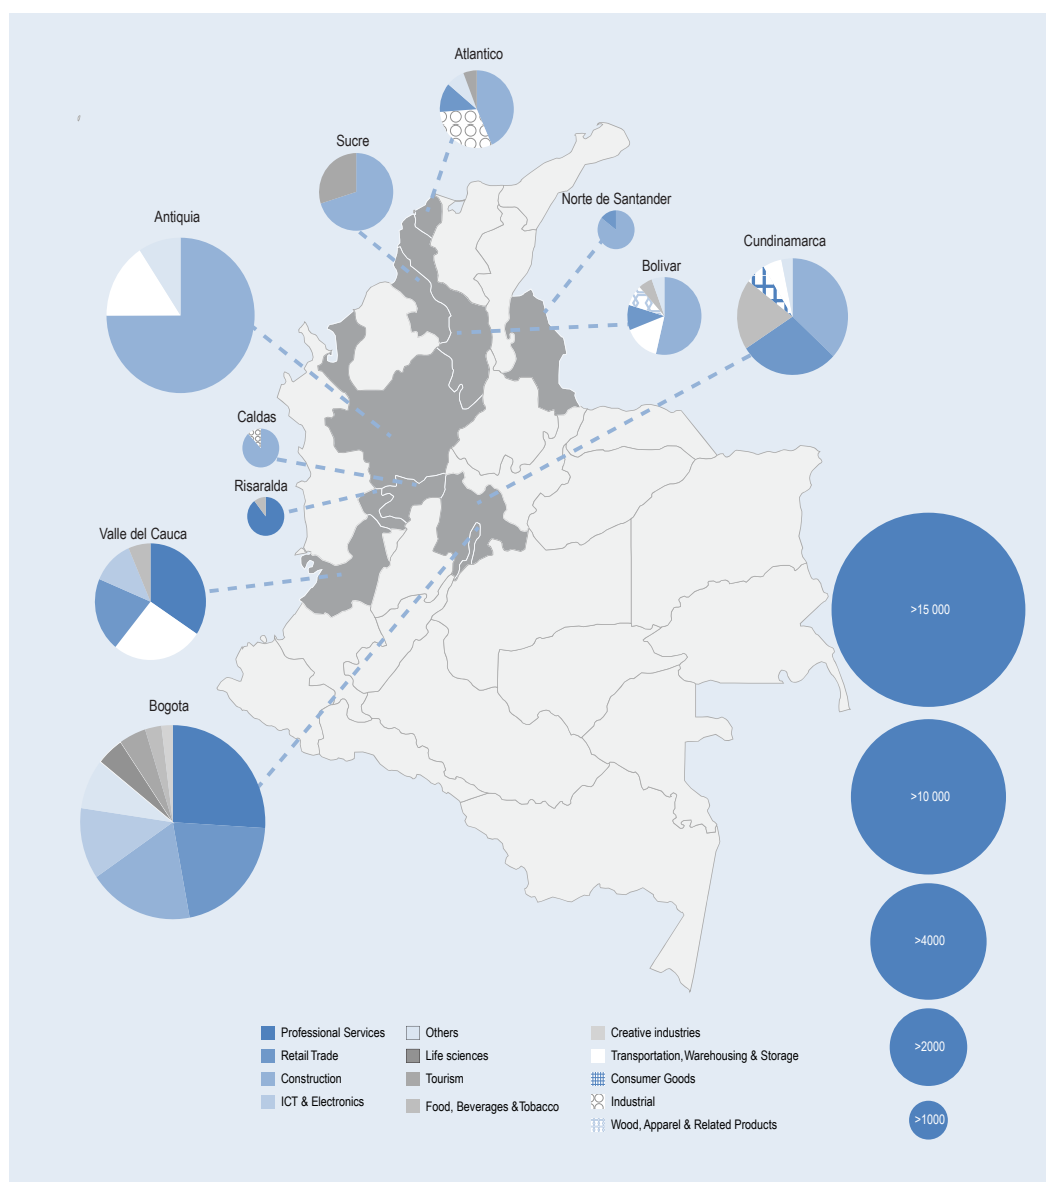 Atlantico
Sucre
Norte de Santander
Antiquia
Cundinamarca
Bolivar
Caldas
Risaralda
Valle del Cauca
Bogota
>15 000
>10 000
>4000
>2000
>1000
Professional Services
Retail Trade
Construction
ICT & Electronics
Others
Life sciences
Tourism
Food, Beverages & Tobacco
Creative industries
Transportation, Warehousing & Storage
Consumer Goods
Industrial
Wood, Apparel & Related Products